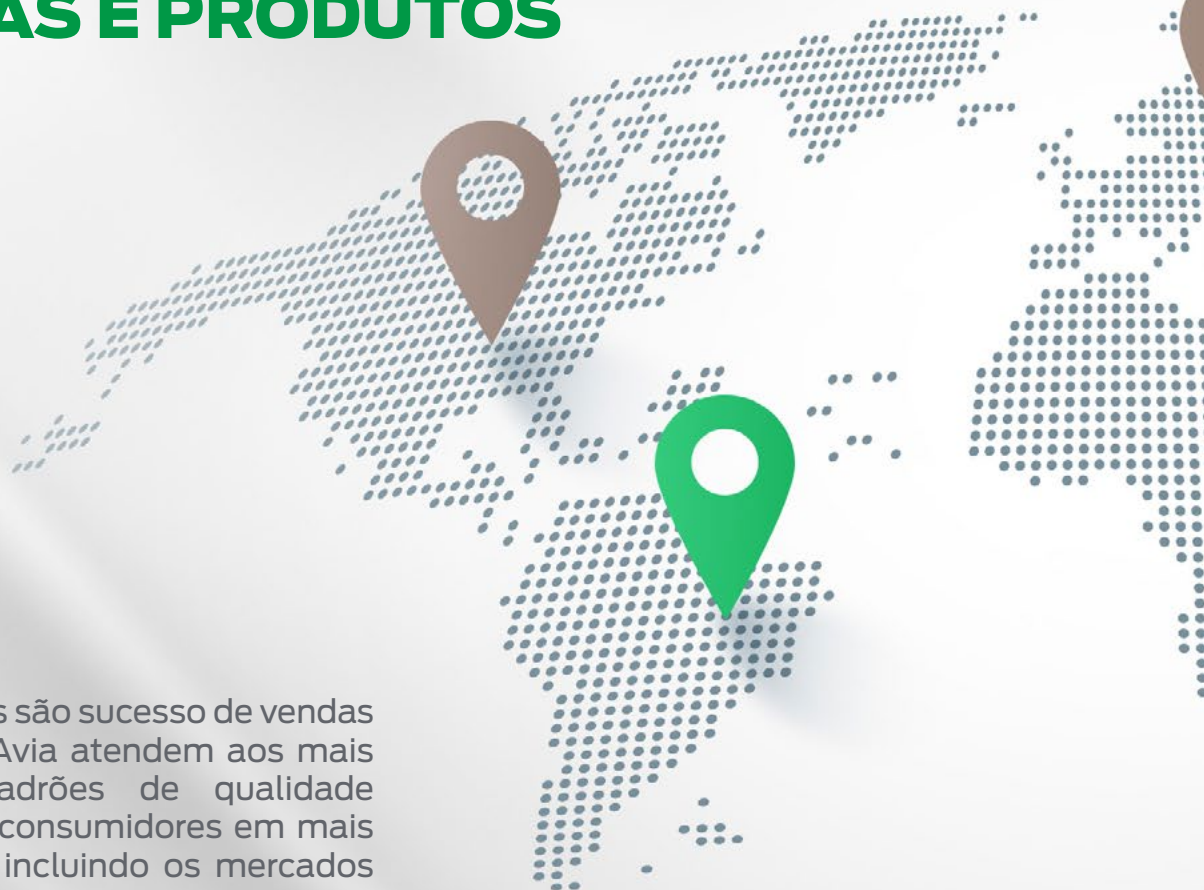 AS E PRODUTOS
s são sucesso de vendas
Avia atendem aos mais
adrões de qualidade
consumidores em mais
incluindo os mercados